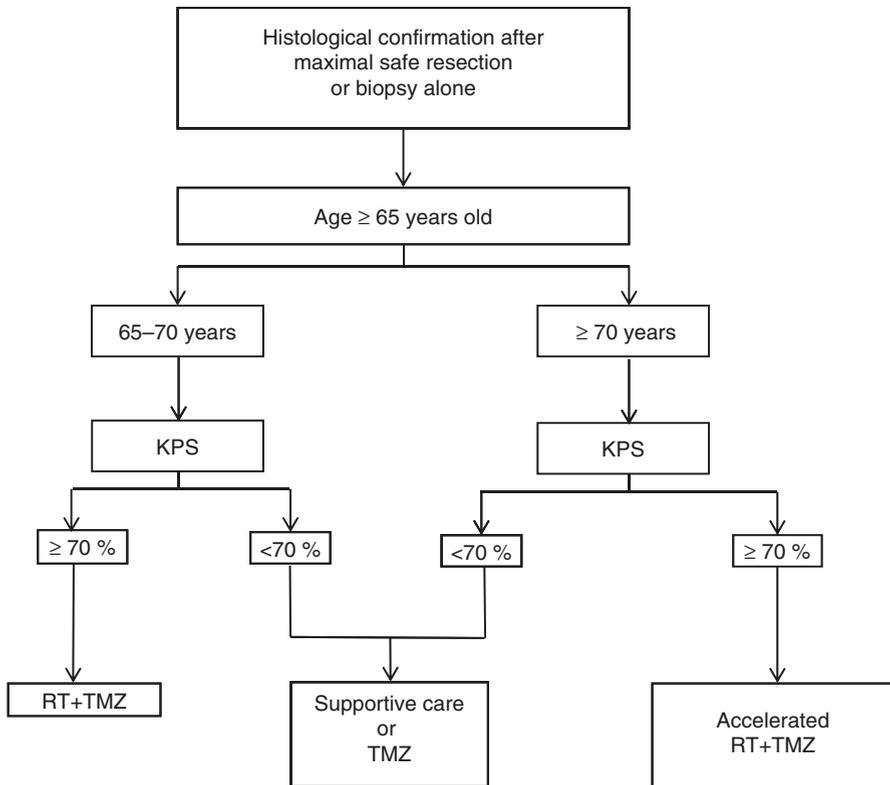 Histological confirmation after
maximal safe resection
or biopsy alone
Age ≥ 65 years old
65–70 years
≥ 70 years
KPS
KPS
≥ 70 %
<70 %
<70 %
≥ 70 %
RT+TMZ
Supportive care
or
TMZ
Accelerated
RT+TMZ